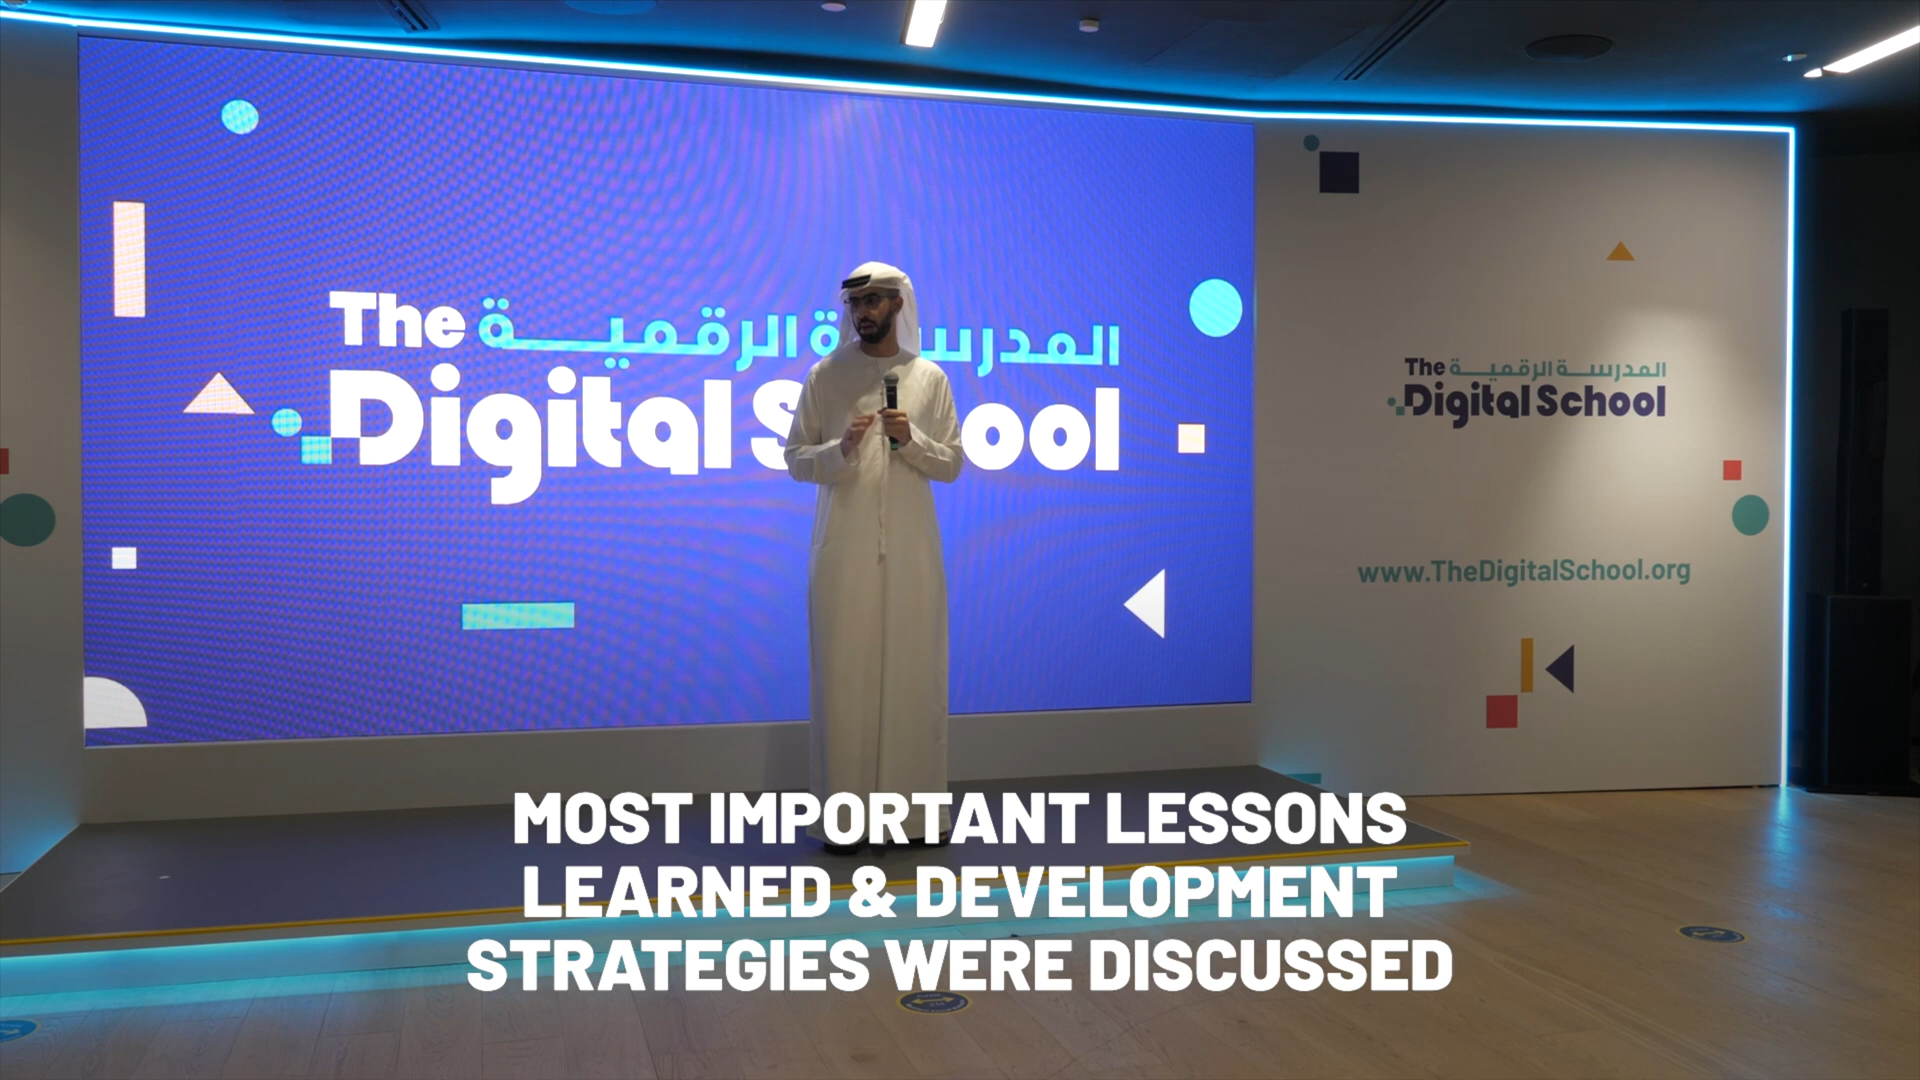 The المدرسة الرقمية
Digital School
The المدرسة الرقمية
Digital School
www.TheDigitalSchool.org
MOST IMPORTANT LESSONS
LEARNED & DEVELOPMENT
STRATEGIES WERE DISCUSSED